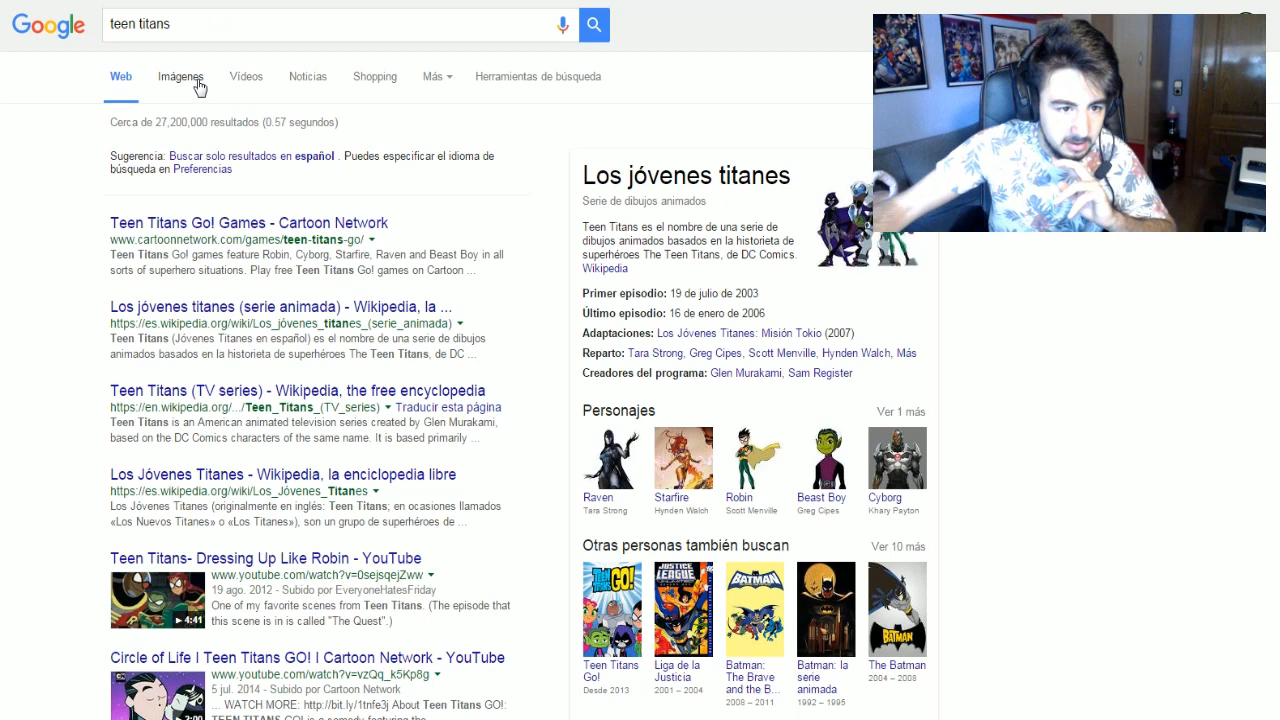 Google
teen titans
Web Imágenes Vídeos Noticias Shopping Más Herramientas de búsqueda
Cerca de 27,200,000 resultados (0.57 segundos)
Sugerencia: Buscar solo resultados en español . Puedes especificar el idioma de
búsqueda en Preferencias
Teen Titans Go! Games - Cartoon Network
www.cartoonnetwork.com/games/teen-titans-go/
Teen Titans Go! games feature Robin, Cyborg, Starfire, Raven and Beast Boy in all
sorts of superhero situations. Play free Teen Titans Go! games on Cartoon ...
Los jóvenes titanes (serie animada) - Wikipedia, la ...
https://es.wikipedia.org/wiki/Los_jóvenes_titanes_(serie_animada)
Teen Titans (Jóvenes Titanes en español) es el nombre de una serie de dibujos
animados basados en la historieta de superhéroes The Teen Titans, de DC ...
Teen Titans (TV series) - Wikipedia, the free encyclopedia
https://en.wikipedia.org/.../Teen_Titans_(TV_series) Traducir esta página
Teen Titans is an American animated television series created by Glen Murakami,
based on the DC Comics characters of the same name. It is based primarily ...
Los Jóvenes Titanes - Wikipedia, la enciclopedia libre
https://es.wikipedia.org/wiki/Los_Jóvenes_Titanes
Los Jóvenes Titanes (originalmente en inglés: Teen Titans; en ocasiones llamados
«Los Nuevos Titanes» o «Los Titanes»), son un grupo de superhéroes de ...
Teen Titans- Dressing Up Like Robin - YouTube
www.youtube.com/watch?v=0sejsqejZww
19 ago. 2012 - Subido por EveryoneHatesFriday
One of my favorite scenes from Teen Titans. (The episode that
this scene is in is called "The Quest".)
4:41
Circle of Life I Teen Titans GO! I Cartoon Network - YouTube
www.youtube.com/watch?v=vzQq_k5Kp8g
5 jul. 2014 - Subido por Cartoon Network
... WATCH MORE: http://bit.ly/1tnfe3j About Teen Titans GO!:
TEEN TITANS GO! is a comedy featuring the
Los jóvenes titanes
Serie de dibujos animados
Teen Titans es el nombre de una serie de
dibujos animados basados en la historieta de
superhéroes The Teen Titans, de DC Comics.
Wikipedia
Primer episodio: 19 de julio de 2003
Último episodio: 16 de enero de 2006
Adaptaciones: Los Jóvenes Titanes: Misión Tokio (2007)
Reparto: Tara Strong, Greg Cipes, Scott Menville, Hynden Walch, Más
Creadores del programa: Glen Murakami, Sam Register
Personajes Ver 1 más
Raven Starfire Robin Beast Boy Cyborg
Tara Strong Hynden Walch Scott Menville Greg Cipes Khary Payton
Otras personas también buscan Ver 10 más
TEEN TITANS GO! JUSTICE LEAGUE BATMAN BATMAN
Teen Titans Go!
Desde 2013
Liga de la Justicia
2001 – 2004
Batman: The Brave and the B...
2008 – 2011
Batman: la serie animada
1992 – 1995
The Batman
2004 – 2008